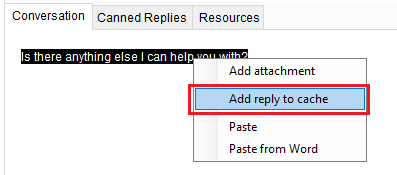 Conversation Canned Replies Resources
Is there anything else I can help you with?
Add attachment
Add reply to cache
Paste
Paste from Word